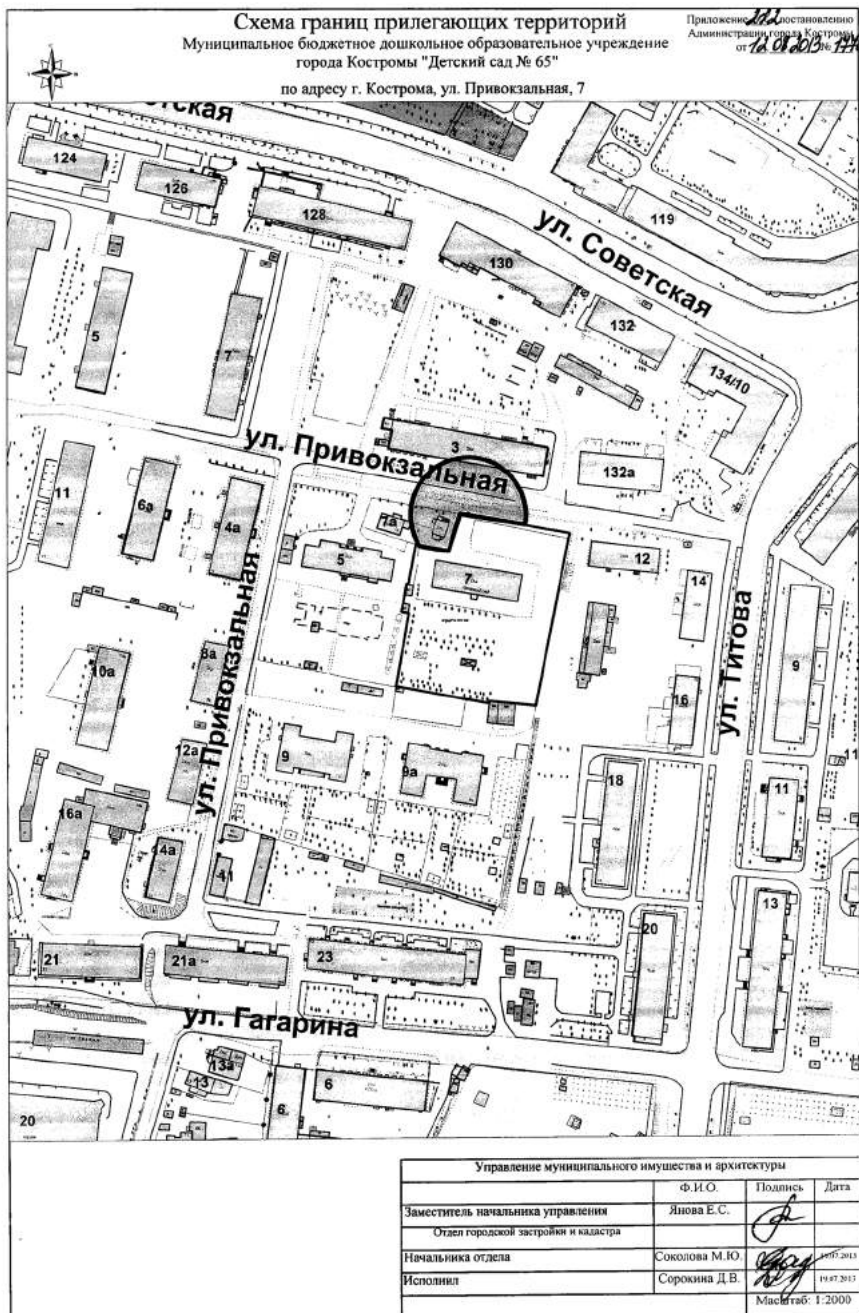 Схема границ прилегающих территорий
Муниципальное бюджетное дошкольное образовательное учреждение
города Костромы "Детский сад № 65"
по адресу г. Кострома, ул. Привокзальная, 7
Приложение 222 постановлению
Администрации города Костромы
от 12.08.2013 №
етская
124
126
128
119
ул. Советская
130
132
134/10
5
7
ул. Привокзальная
3
132а
11
6а
4а
1а
5
7
12
14
ул. Титова
9
10а
8а
ул. Привокзальная
16
12а
9
9а
18
11
11
16а
14а
41
13
20
21
21а
23
ул. Гагарина
13а
13
6
6
20
Управление муниципального имущества и архитектуры
Ф.И.О. Подпись Дата
Заместитель начальника управления Янова Е.С.
Отдел городской застройки и кадастра
Начальника отдела Соколова М.Ю. 19.07.2013
Исполнил Сорокина Д.В. 19.07.2013
Масштаб: 1:2000